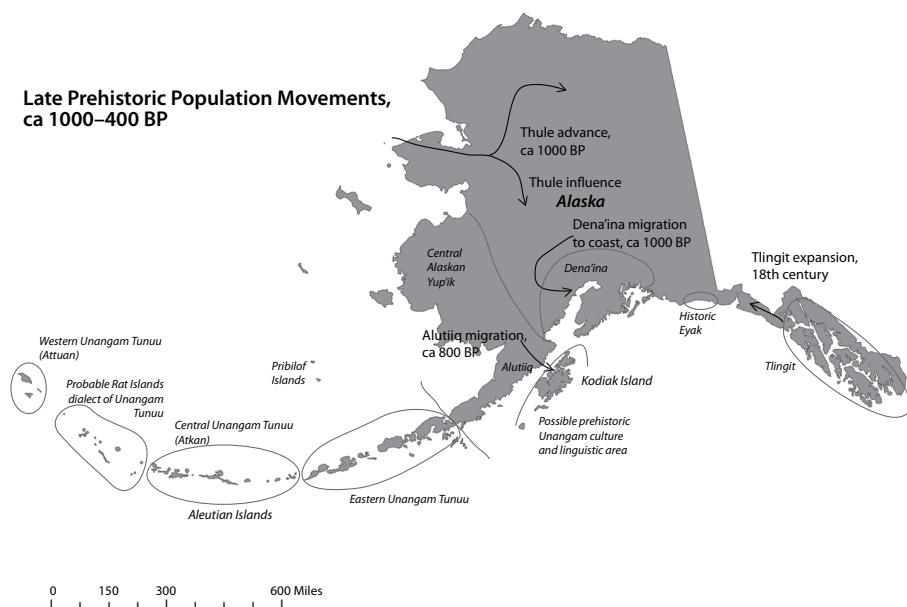 Late Prehistoric Population Movements,
ca 1000–400 BP
Thule advance,
ca 1000 BP
Thule influence
Alaska
Dena'ina migration
to coast, ca 1000 BP
Dena'ina
Central
Alaskan
Yup'ik
Tlingit expansion,
18th century
Historic
Eyak
Tlingit
Alutiiq migration,
ca 800 BP
Alutiiq
Kodiak Island
Possible prehistoric
Unangam culture
and linguistic area
Western Unangam Tunuu
(Attuan)
Probable Rat Islands
dialect of Unangam
Tunuu
Pribilof
Islands
Central Unangam Tunuu
(Atkan)
Eastern Unangam Tunuu
Aleutian Islands
0 150 300 600 Miles